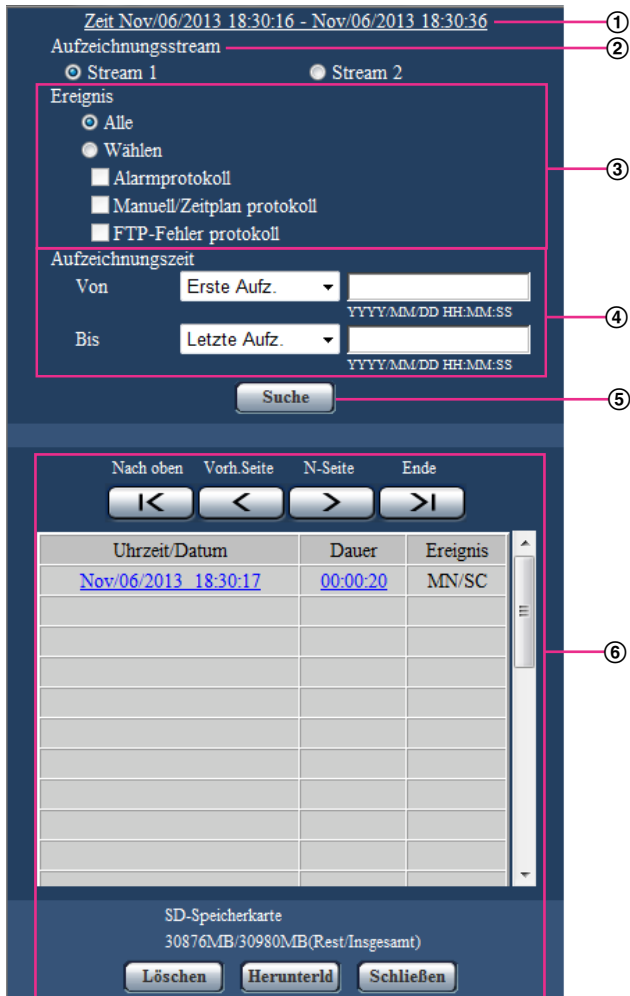 Zeit Nov/06/2013 18:30:16 - Nov/06/2013 18:30:36 ①
Aufzeichnungsstream ②
Stream 1 Stream 2
Ereignis
Alle
Wählen
③
Alarmprotokoll
Manuell/Zeitplan protokoll
FTP-Fehler protokoll
Aufzeichnungszeit
Von Erste Aufz.
YYYY/MM/DD HH:MM:SS
④
Bis Letzte Aufz.
YYYY/MM/DD HH:MM:SS
Suche ⑤
Nach oben Vorh.Seite N-Seite Ende
Uhrzeit/Datum Dauer Ereignis
Nov/06/2013 18:30:17 00:00:20 MN/SC
⑥
SD-Speicherkarte
30876MB/30980MB(Rest/Insgesamt)
Löschen Herunterld Schließen